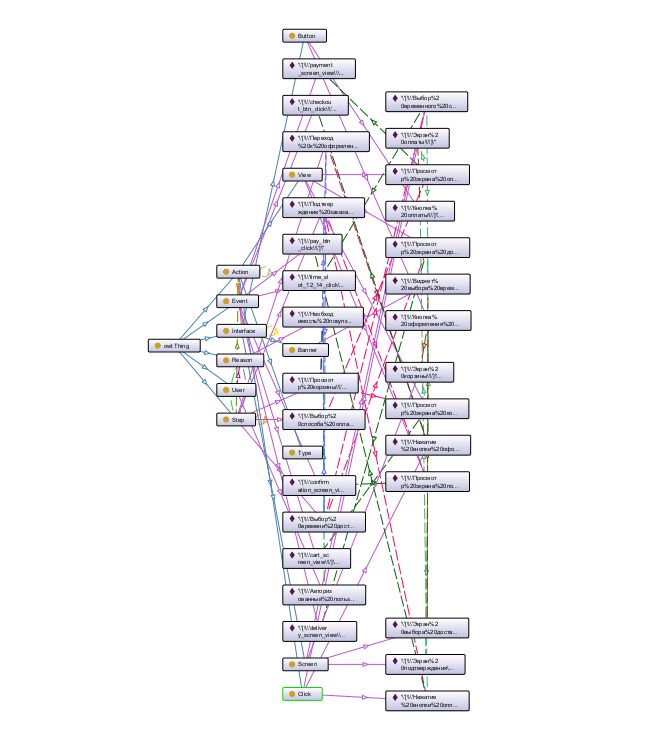 Button
"/[\\"/payment
_screen_view\\\...
"/[\\"/checkou
t_btn_click\\"/...
"/[\\"/Переход
%20к%20оформлен...
View
"/[\\"/Подтвер
ждение%20заказа...
"/[\\"/pay_btn
_click\\"/]/"
"/[\\"/time_sl
ot_12_14_click\...
"/[\\"/Необход
имость%20покупк...
Banner
"/[\\"/Просмот
р%20корзины\\"/...
"/[\\"/Выбор%2
0способа%20опла...
Type
"/[\\"/confirm
ation_screen_vi...
"/[\\"/Выбор%2
0времени%20дост...
"/[\\"/cart_sc
reen_view\\"/]\...
"/[\\"/Авториз
ованный%20польз...
"/[\\"/deliver
y_screen_view\\...
Screen
Click
Action
Event
Interface
Reason
User
Step
owl:Thing
"/[\\"/Выбор%2
0временного%20с...
"/[\\"/Экран%2
0оплаты\\"/]/"
"/[\\"/Просмот
р%20экрана%20оп...
"/[\\"/Кнопка%
20оплаты\\"/]\...
"/[\\"/Просмот
р%20экрана%20до...
"/[\\"/Виджет%
20выбора%20врем...
"/[\\"/Кнопка%
20оформления%20...
"/[\\"/Экран%2
0корзины\\"/]\...
"/[\\"/Просмот
р%20экрана%20ко...
"/[\\"/Нажатие
%20кнопки%20офо...
"/[\\"/Просмот
р%20экрана%20по...
"/[\\"/Экран%2
0выбора%20доста...
"/[\\"/Экран%2
0подтверждения\...
"/[\\"/Нажатие
%20кнопки%20опл...